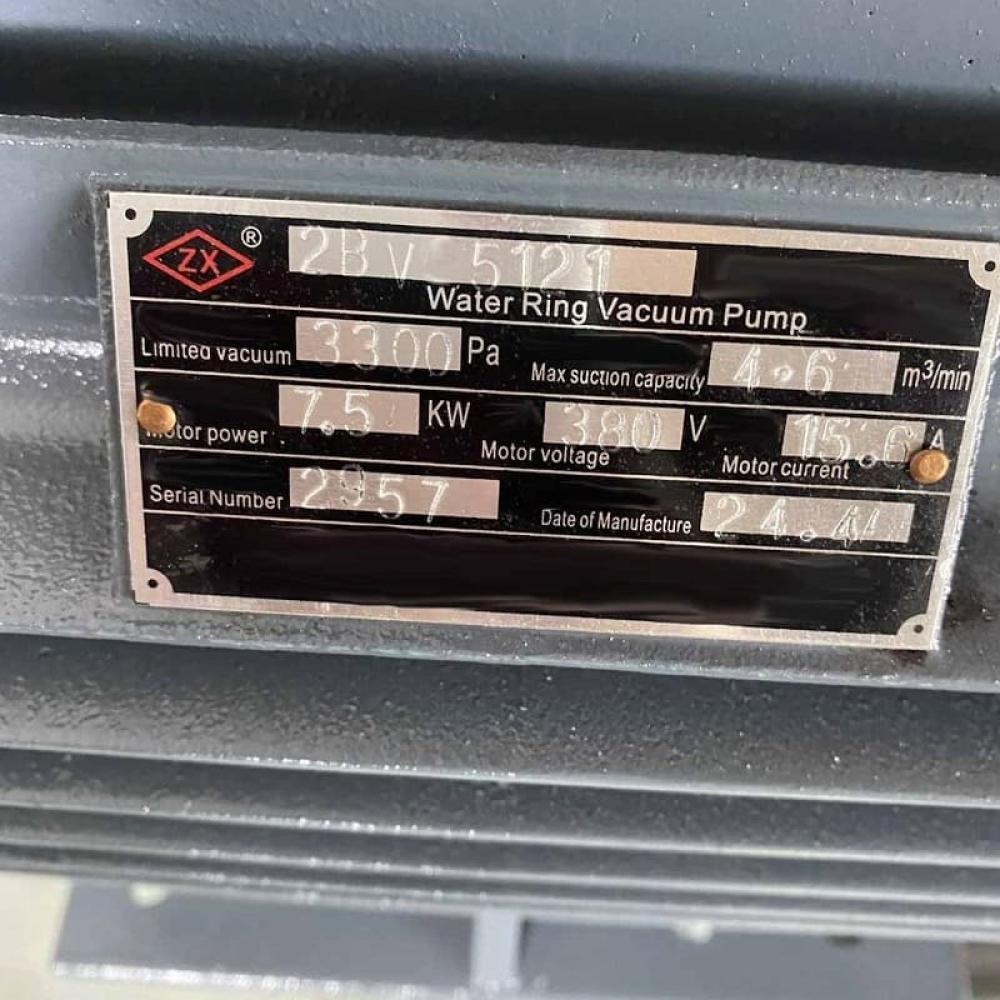 ZX ® 2BV 5121
Water Ring Vacuum Pump
Limited vacuum 3300 Pa Max suction capacity 4.6 m³/min
Motor power 7.5 KW Motor voltage 380 V Motor current 15.6 A
Serial Number 2957 Date of Manufacture 24.4